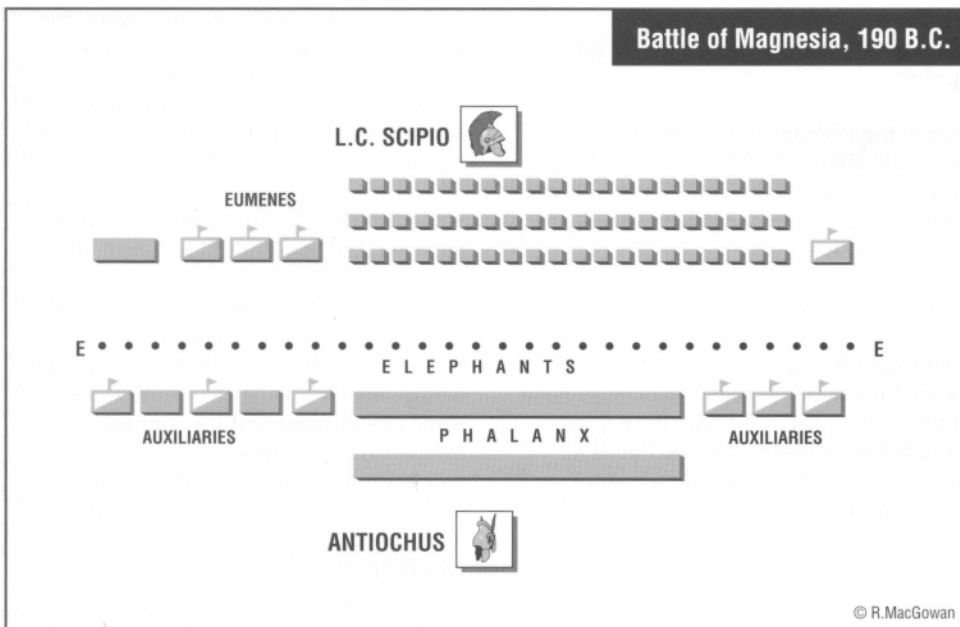 Battle of Magnesia, 190 B.C.
L.C. SCIPIO
EUMENES
E E
ELEPHANTS
AUXILIARIES PHALANX AUXILIARIES
ANTIOCHUS
© R.MacGowan